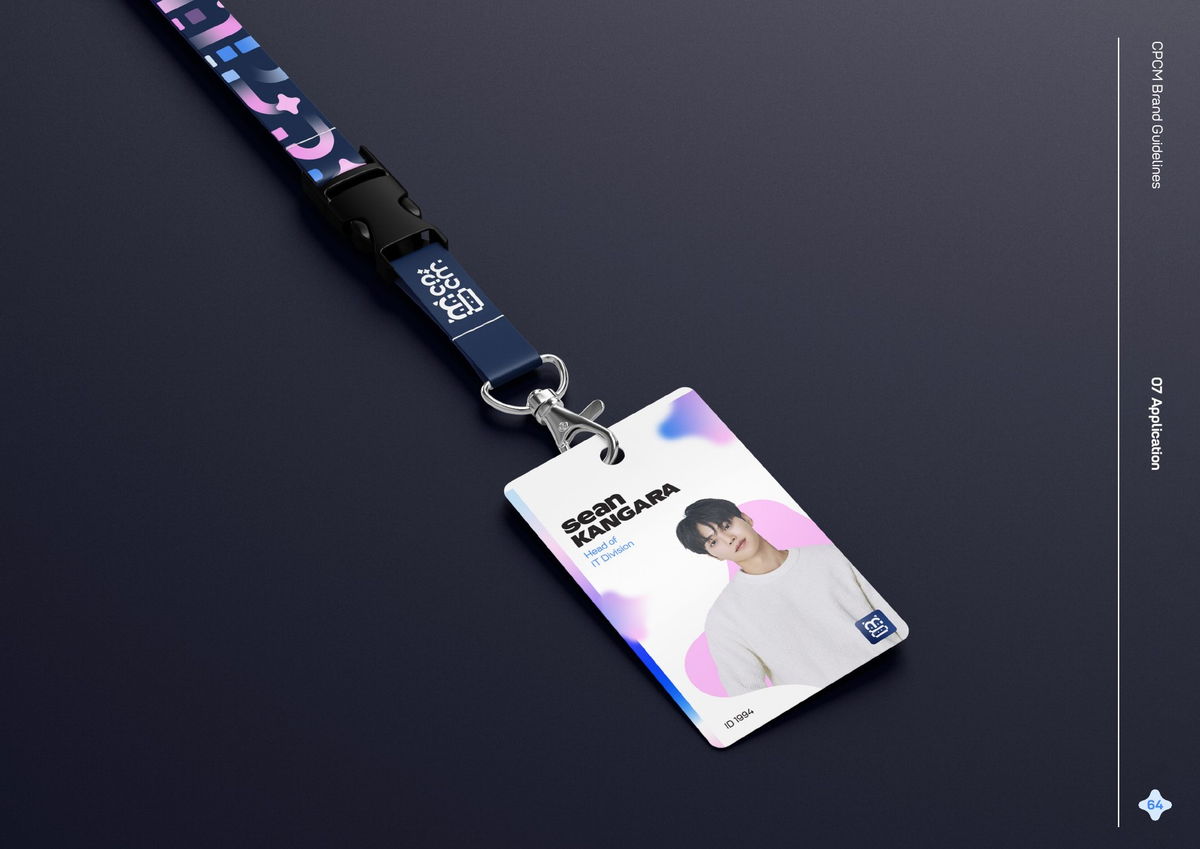 CPCM Brand Guidelines
07 Application
sean
KANGARA
Head of
IT Division
ID 1994
64